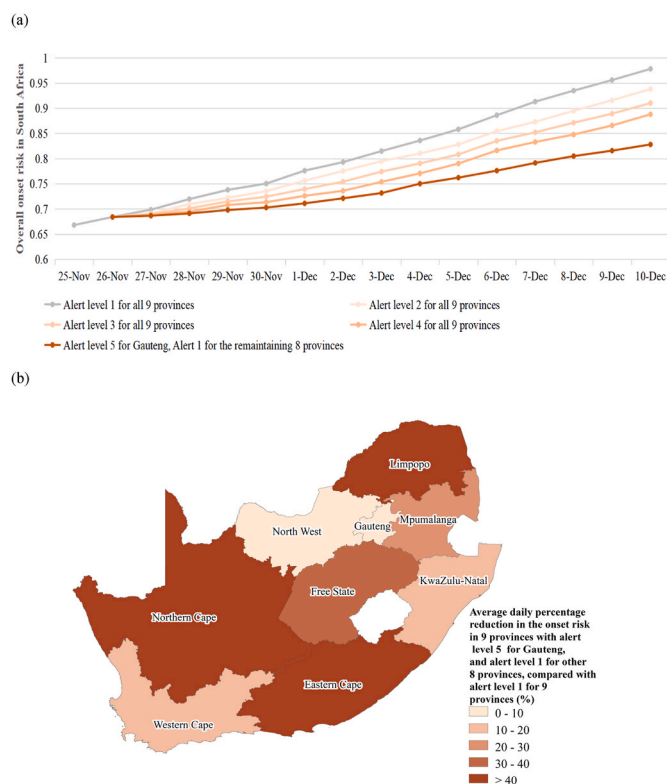 (a)
Overall onset risk in South Africa
1
0.95
0.9
0.85
0.8
0.75
0.7
0.65
0.6
25-Nov 26-Nov 27-Nov 28-Nov 29-Nov 30-Nov 1-Dec 2-Dec 3-Dec 4-Dec 5-Dec 6-Dec 7-Dec 8-Dec 9-Dec 10-Dec
Alert level 1 for all 9 provinces
Alert level 2 for all 9 provinces
Alert level 3 for all 9 provinces
Alert level 4 for all 9 provinces
Alert level 5 for Gauteng, Alert 1 for the remaintaining 8 provinces
(b)
Limpopo
North West
Gauteng
Mpumalanga
Free State
KwaZulu-Natal
Northern Cape
Eastern Cape
Western Cape
Average daily percentage
reduction in the onset risk
in 9 provinces with alert
level 5 for Gauteng,
and alert level 1 for other
8 provinces, compared with
alert level 1 for 9
provinces (%)
0 - 10
10 - 20
20 - 30
30 - 40
> 40